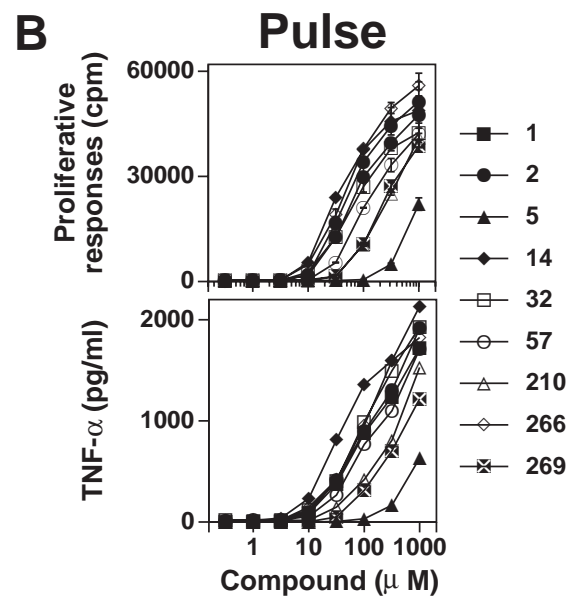 B Pulse
Proliferative
responses (cpm)
60000
30000
0
TNF-α (pg/ml)
2000
1000
0
1 10 100 1000
Compound (μ M)
1
2
5
14
32
57
210
266
269